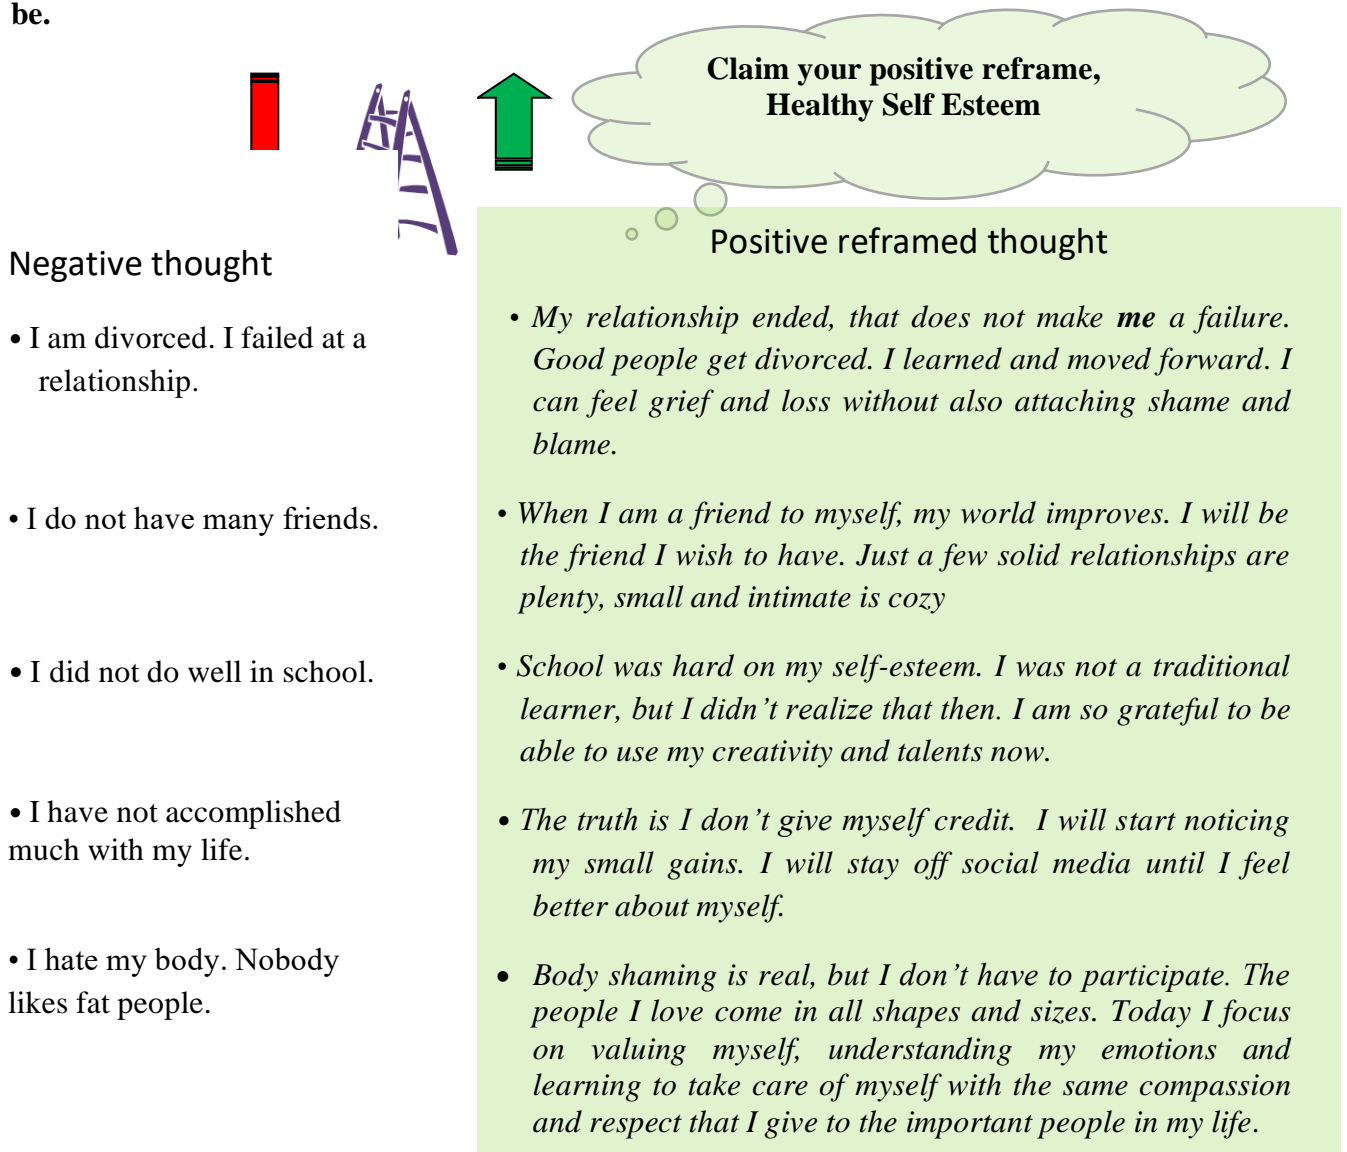 be.
Claim your positive reframe,
Healthy Self Esteem
Negative thought
Positive reframed thought
• I am divorced. I failed at a
relationship.
• My relationship ended, that does not make me a failure.
Good people get divorced. I learned and moved forward. I
can feel grief and loss without also attaching shame and
blame.
• I do not have many friends.
• When I am a friend to myself, my world improves. I will be
the friend I wish to have. Just a few solid relationships are
plenty, small and intimate is cozy
• I did not do well in school.
• School was hard on my self-esteem. I was not a traditional
learner, but I didn’t realize that then. I am so grateful to be
able to use my creativity and talents now.
• I have not accomplished
much with my life.
• The truth is I don’t give myself credit.  I will start noticing
my small gains. I will stay off social media until I feel
better about myself.
• I hate my body. Nobody
likes fat people.
• Body shaming is real, but I don’t have to participate. The
people I love come in all shapes and sizes. Today I focus
on valuing myself, understanding my emotions and
learning to take care of myself with the same compassion
and respect that I give to the important people in my life.